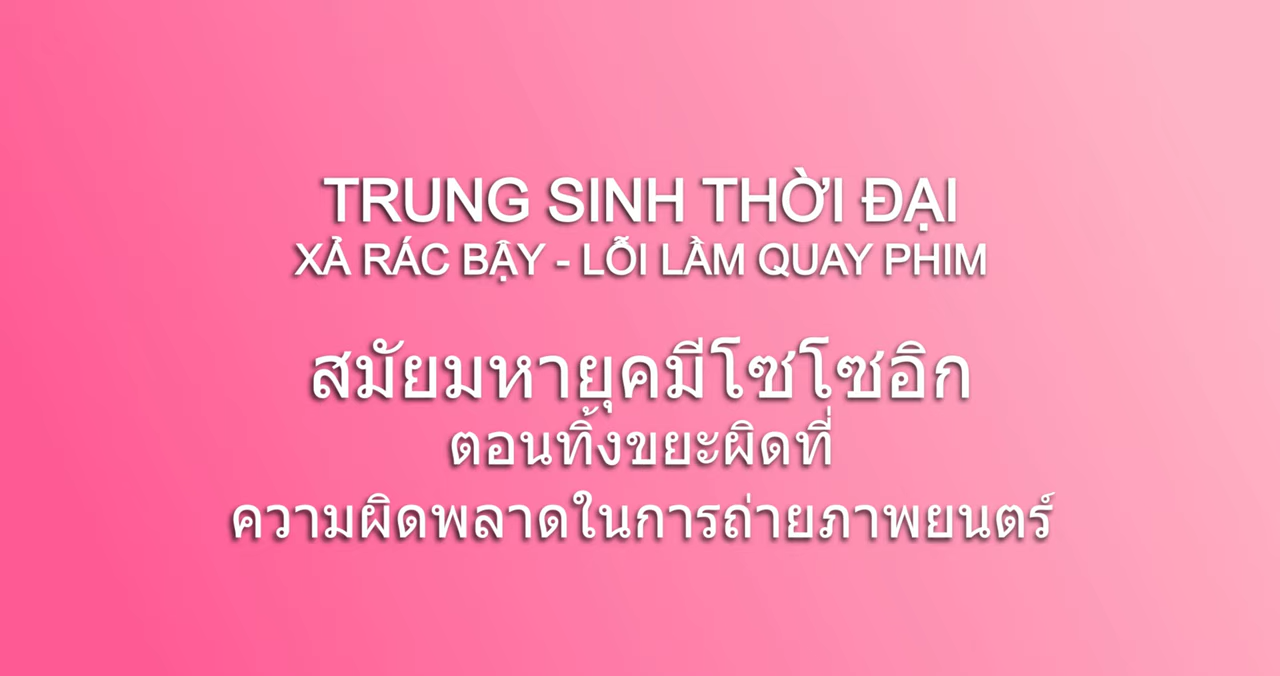 TRUNG SINH THỜI ĐẠI
XẢ RÁC BẬY - LỖI LẦM QUAY PHIM
สมัยมหายุคมีโซโซอิก
ตอนทิ้งขยะผิดที่
ความผิดพลาดในการถ่ายภาพยนตร์